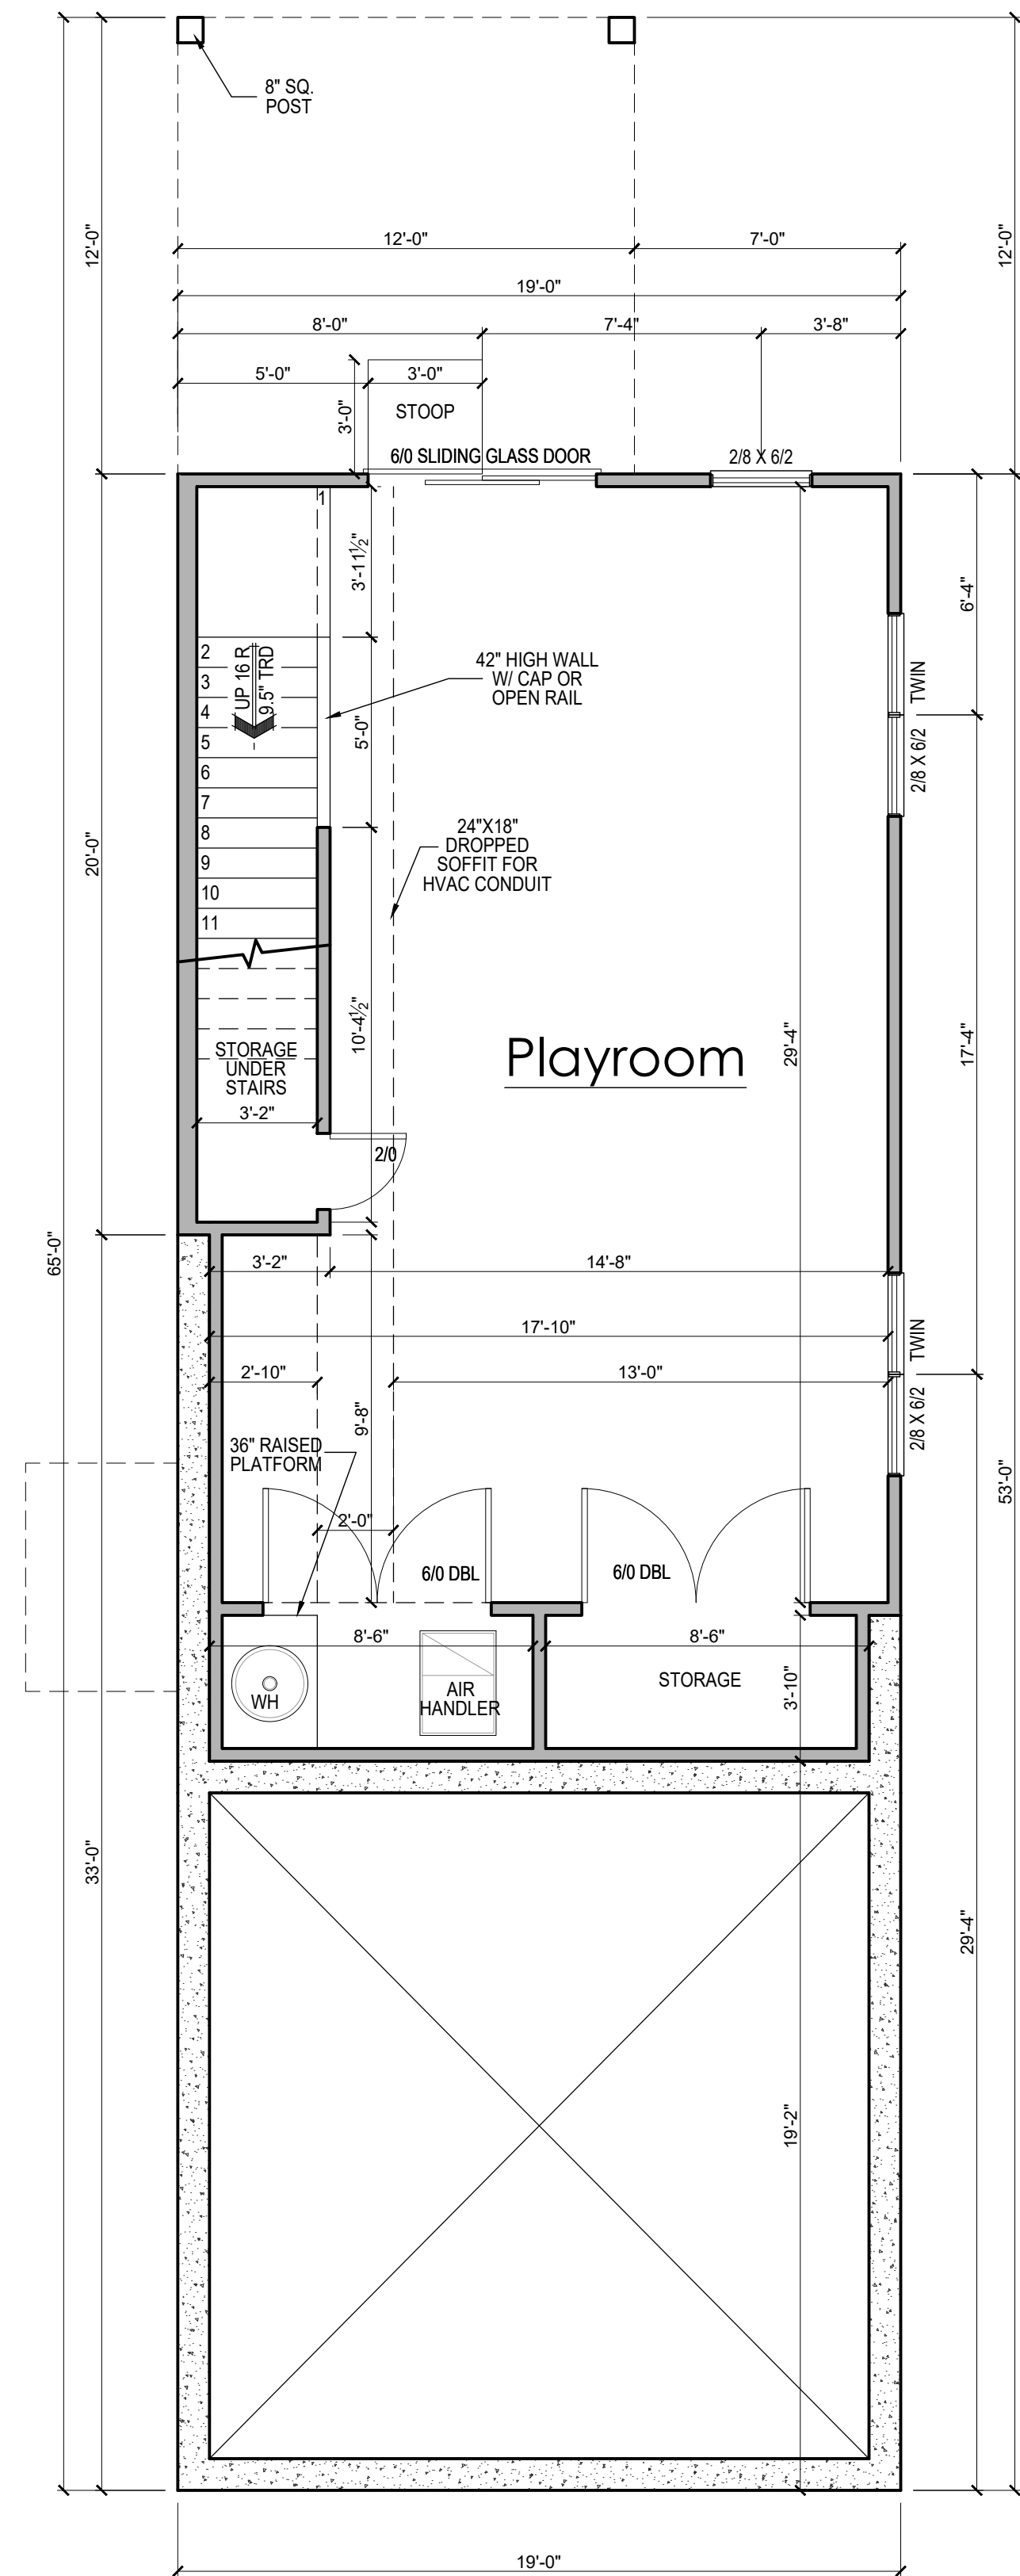 8" SQ.
POST
12'-0"
12'-0"
12'-0"
7'-0"
19'-0"
8'-0"
7'-4"
3'-8"
5'-0"
3'-0"
3'-0"
STOOP
6/0 SLIDING GLASS DOOR
2/8 X 6/2
1
3'-11½"
6'-4"
2
3
4
5
6
7
8
9
10
11
UP 16 R
9.5" TRD
42" HIGH WALL
W/ CAP OR
OPEN RAIL
TWIN
2/8 X 6/2
5'-0"
24"X18"
DROPPED
SOFFIT FOR
HVAC CONDUIT
20'-0"
10'-4½"
Playroom
29'-4"
17'-4"
STORAGE
UNDER
STAIRS
3'-2"
2/0
65'-0"
3'-2"
14'-8"
17'-10"
2'-10"
13'-0"
TWIN
2/8 X 6/2
9'-8"
36" RAISED
PLATFORM
53'-0"
2'-0"
6/0 DBL
6/0 DBL
8'-6"
8'-6"
WH
AIR
HANDLER
STORAGE
3'-10"
33'-0"
29'-4"
19'-2"
19'-0"